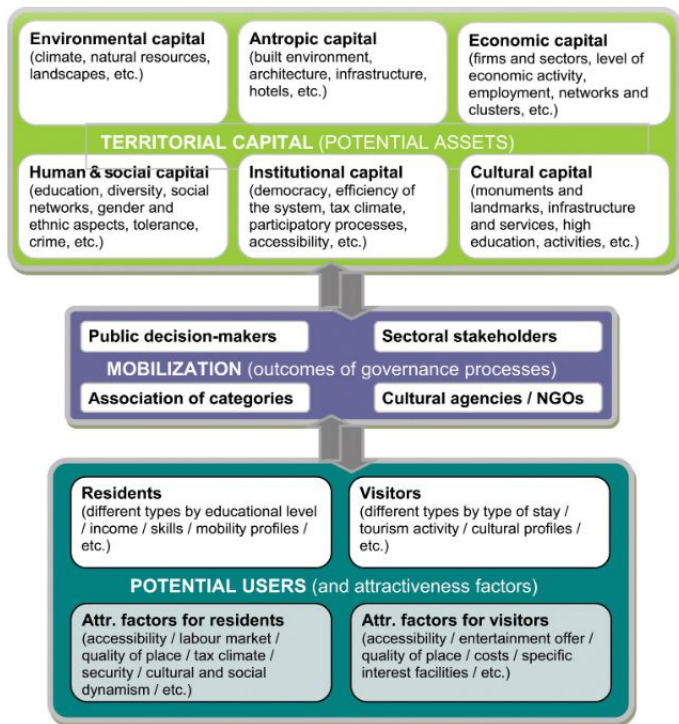 Environmental capital
(climate, natural resources,
landscapes, etc.)
Antropic capital
(built environment,
architecture, infrastructure,
hotels, etc.)
Economic capital
(firms and sectors, level of
economic activity,
employment, networks and
clusters, etc.)
TERRITORIAL CAPITAL (POTENTIAL ASSETS)
Human & social capital
(education, diversity, social
networks, gender and
ethnic aspects, tolerance,
crime, etc.)
Institutional capital
(democracy, efficiency of
the system, tax climate,
participatory processes,
accessibility, etc.)
Cultural capital
(monuments and
landmarks, infrastructure
and services, high
education, activities, etc.)
Public decision-makers
Sectoral stakeholders
MOBILIZATION (outcomes of governance processes)
Association of categories
Cultural agencies / NGOs
Residents
(different types by educational level
/ income / skills / mobility profiles /
etc.)
Visitors
(different types by type of stay /
tourism activity / cultural profiles /
etc.)
POTENTIAL USERS (and attractiveness factors)
Attr. factors for residents
(accessibility / labour market /
quality of place / tax climate /
security / cultural and social
dynamism / etc.)
Attr. factors for visitors
(accessibility / entertainment offer /
quality of place / costs / specific
interest facilities / etc.)